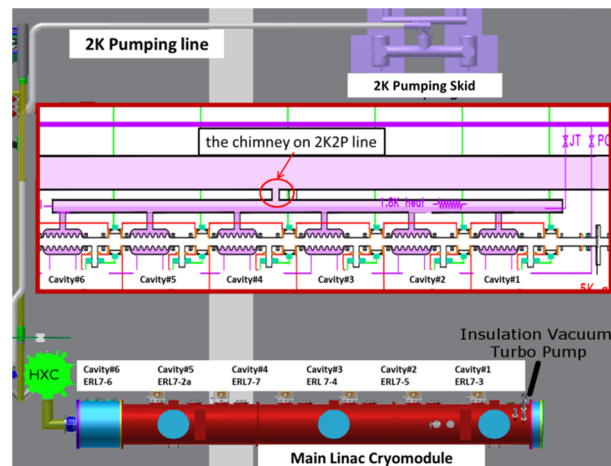 2K Pumping line
2K Pumping Skid
the chimney on 2K2P line
JT
1.8K heat
Cavity#6 Cavity#5 Cavity#4 Cavity#3 Cavity#2 Cavity#1
5K
Insulation Vacuum
Turbo Pump
HXC
Cavity#6 Cavity#5 Cavity#4 Cavity#3 Cavity#2 Cavity#1
ERL7-6 ERL7-2a ERL7-7 ERL 7-4 ERL7-5 ERL7-3
Main Linac Cryomodule